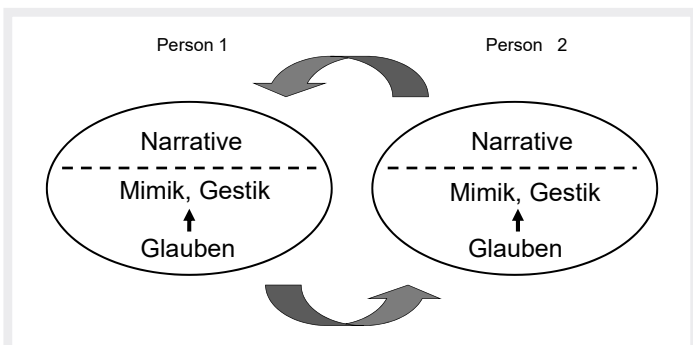 Person 1
Person 2
Narrative
Narrative
Mimik, Gestik
Mimik, Gestik
Glauben
Glauben